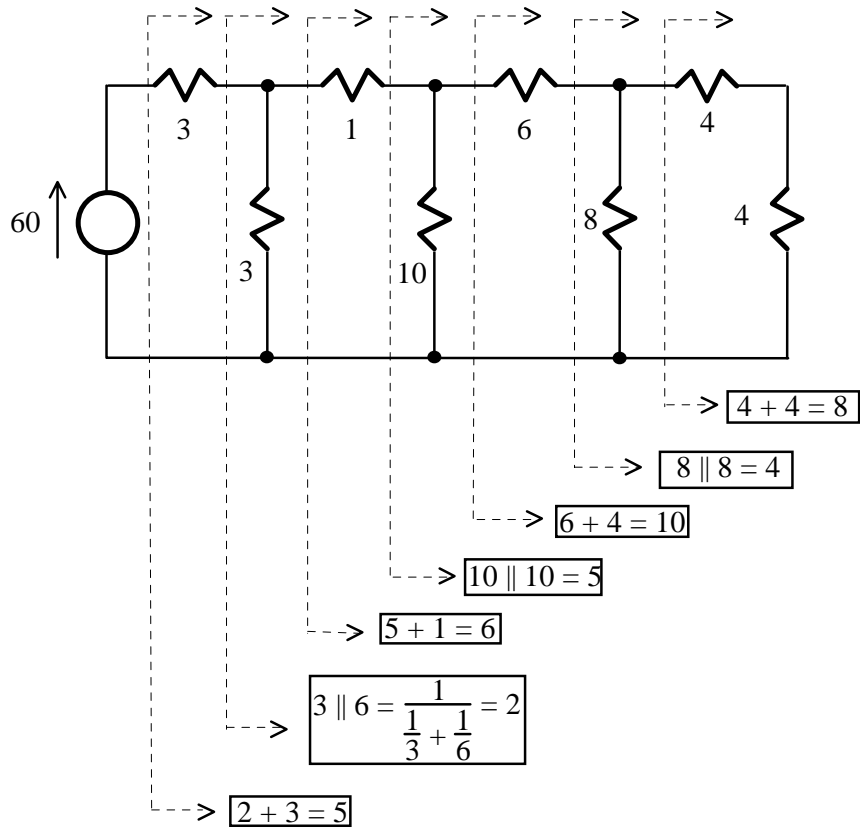 3 1 6 4
60 3 10 8 4
4 + 4 = 8
8 || 8 = 4
6 + 4 = 10
10 || 10 = 5
5 + 1 = 6
3 || 6 = 1 / (1/3 + 1/6) = 2
2 + 3 = 5